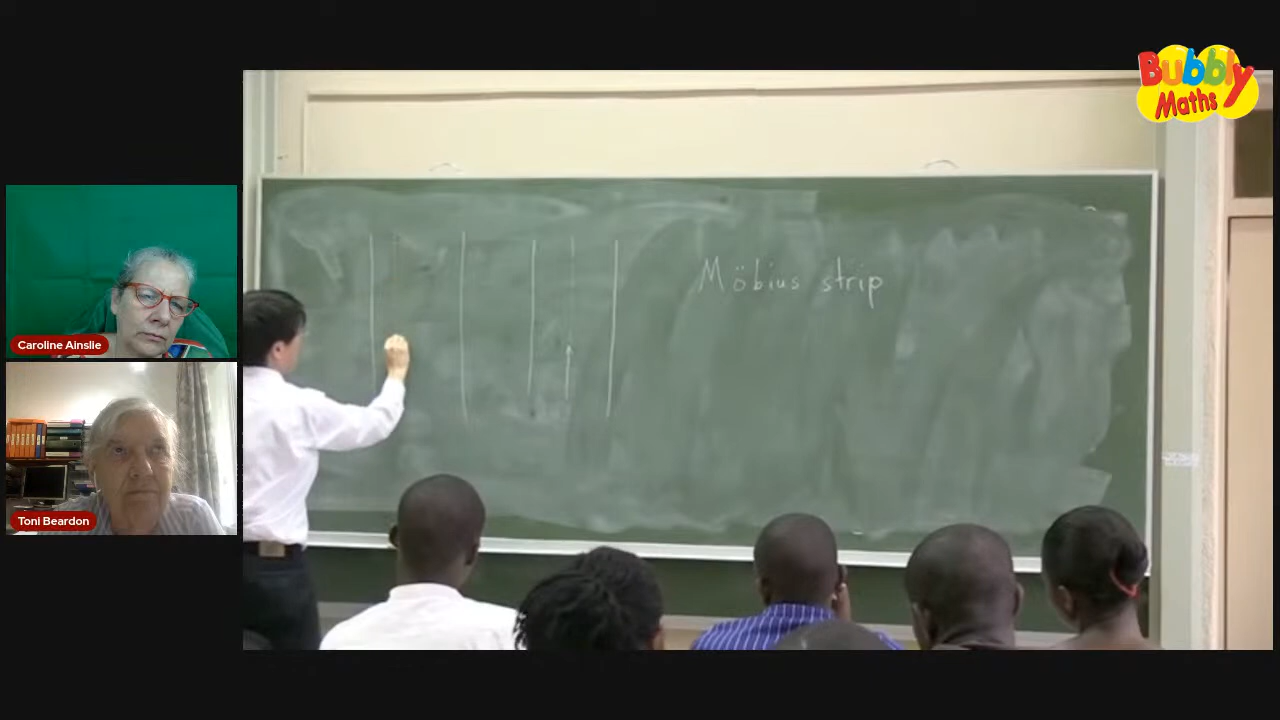 Bubbly
Maths
Möbius strip
Caroline Ainslie
Toni Beardon